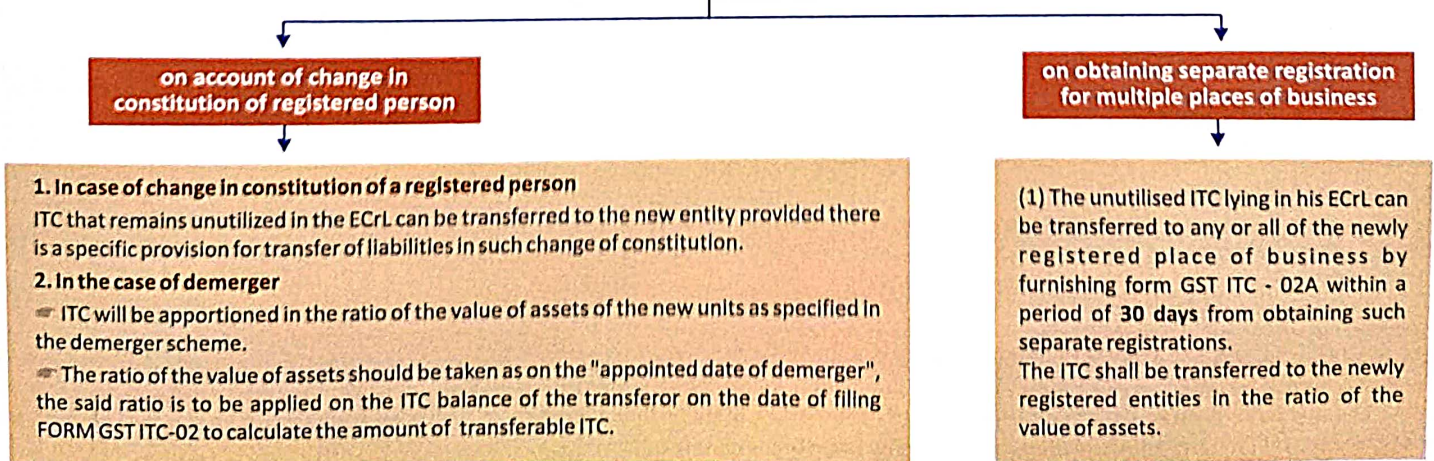 on account of change in
constitution of registered person
1. In case of change in constitution of a registered person
ITC that remains unutilized in the ECrL can be transferred to the new entity provided there
is a specific provision for transfer of liabilities in such change of constitution.
2. In the case of demerger
☛ ITC will be apportioned in the ratio of the value of assets of the new units as specified in
the demerger scheme.
☛ The ratio of the value of assets should be taken as on the "appointed date of demerger",
the said ratio is to be applied on the ITC balance of the transferor on the date of filing
FORM GST ITC-02 to calculate the amount of transferable ITC.
on obtaining separate registration
for multiple places of business
(1) The unutilised ITC lying in his ECrL can
be transferred to any or all of the newly
registered place of business by
furnishing form GST ITC - 02A within a
period of 30 days from obtaining such
separate registrations.
The ITC shall be transferred to the newly
registered entities in the ratio of the
value of assets.